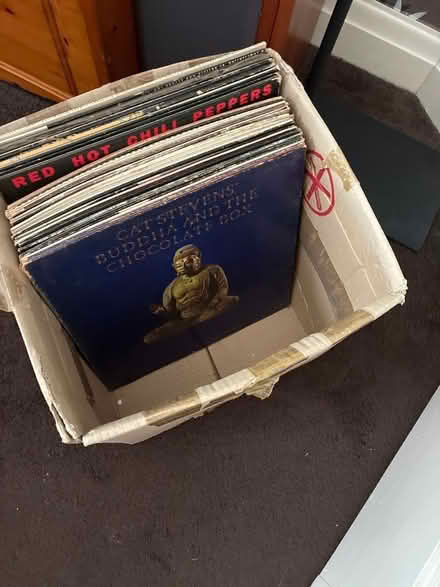 RED HOT CHILI PEPPERS
CAT STEVENS'
BUDDHA AND THE
CHOCOLATE BOX